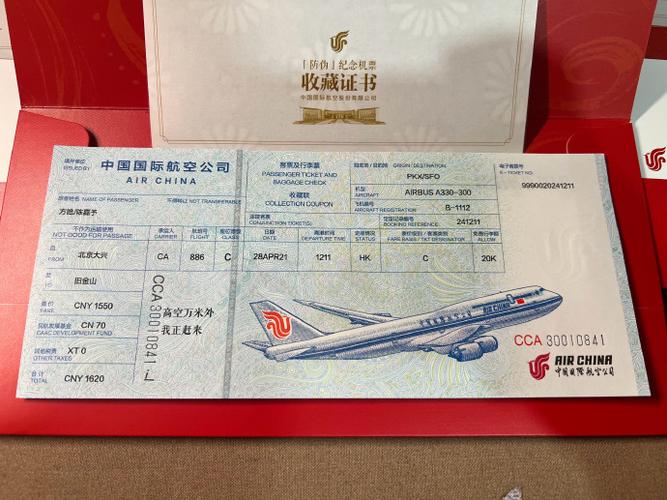 「防伪」纪念机票
收藏证书
中国国际航空股份有限公司
填开单位
ISSUED BY
中国国际航空公司
AIR CHINA
客票及行李票
PASSENGER TICKET AND
BAGGAGE CHECK
收藏联
COLLECTION COUPON
始发地/目的地 ORIGIN/DESTINATION
PKX/SFO
电子客票号
E-TICKET NO.
9990020241211
机型
AIRCRAFT
AIRBUS A330-300
飞机编号
AIRCRAFT REGISTRATION
B-1112
旅客姓名 NAME OF PASSENGER
不得转让 NOT TRANSFERABLE
方媤/陈嘉予
连续客票
CONJUNCTION TICKET(S)
订座记录编号
BOOKING REFERENCE
241211
不作为运输使用
NOT GOOD FOR PASSAGE
承运人
CARRIER
航班号
FLIGHT
座位等级
CLASS
日期
DATE
离港时间
DEPARTURE TIME
订座情况
STATUS
票价级别/客票类别
FARE BASIS/TKT DESIGNATOR
免费行李额
ALLOW
自
FROM
北京大兴
CA
886
C
28APR21
1211
HK
C
20K
至
TO
旧金山
票价
FARE
CNY 1550
民航发展基金
CAAC DEVELOPMENT FUND
CN 70
其他税费
OTHER TAXES
XT 0
合计
TOTAL
CNY 1620
CCA 30010841
高空万米外
我正赶来
CCA 30010841
AIR CHINA
中国国际航空公司